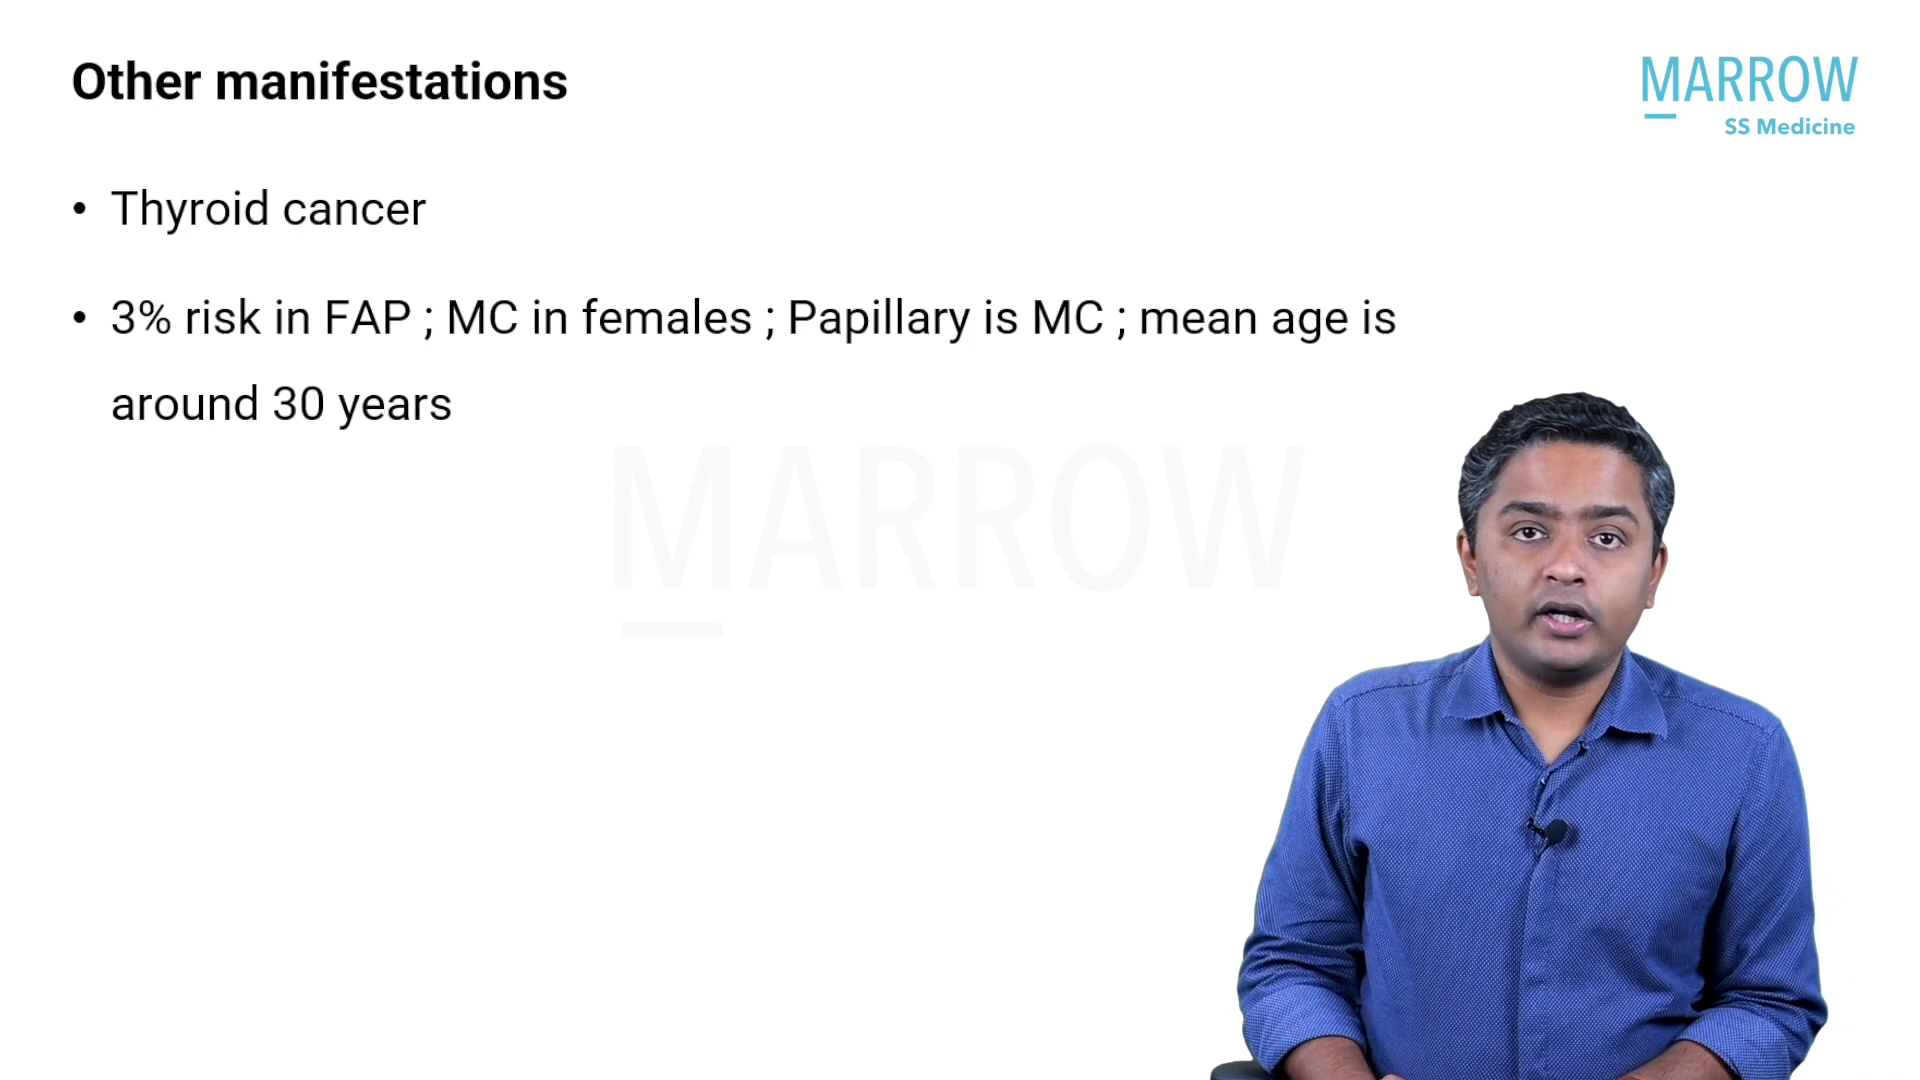 Other manifestations
MARROW
SS Medicine
• Thyroid cancer
• 3% risk in FAP ; MC in females ; Papillary is MC ; mean age is
around 30 years
MARROW